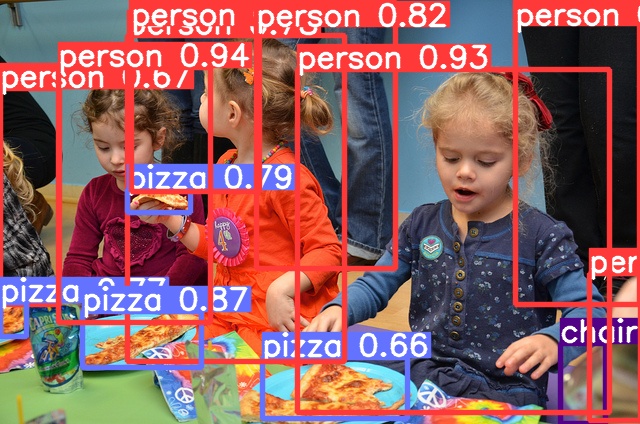 person
person 0.82
person
person 0.94
person 0.93
person 0.67
pizza 0.79
per
pizza
pizza 0.87
chair
pizza 0.66